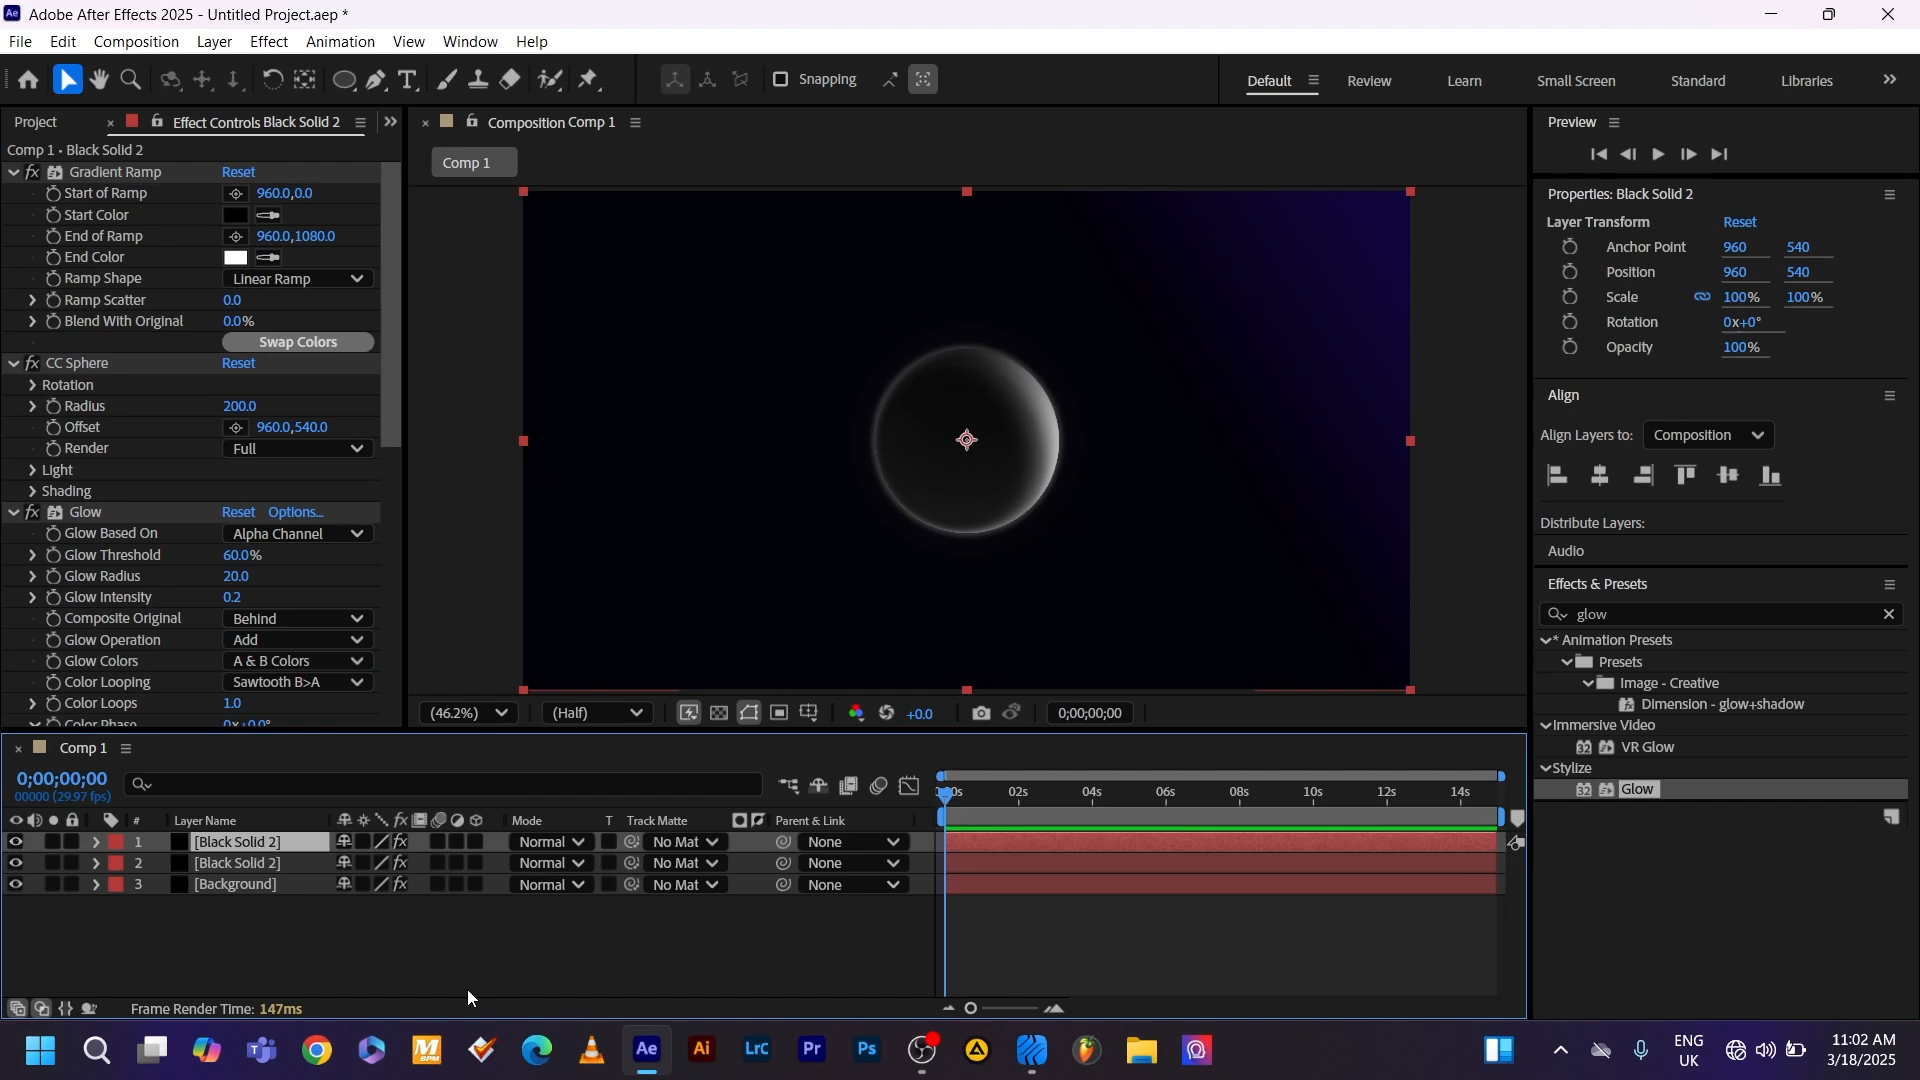 Adobe After Effects 2025 - Untitled Project.aep *
File Edit Composition Layer Effect Animation View Window Help
Snapping
Default Review Learn Small Screen Standard Libraries
Project Effect Controls Black Solid 2
Comp 1 • Black Solid 2
Gradient Ramp Reset
Start of Ramp 960.0,0.0
Start Color
End of Ramp 960.0,1080.0
End Color
Ramp Shape Linear Ramp
Ramp Scatter 0.0
Blend With Original 0.0%
Swap Colors
CC Sphere Reset
Rotation
Radius 200.0
Offset 960.0,540.0
Render Full
Light
Shading
Glow Reset Options...
Glow Based On Alpha Channel
Glow Threshold 60.0%
Glow Radius 20.0
Glow Intensity 0.2
Composite Original Behind
Glow Operation Add
Glow Colors A & B Colors
Color Looping Sawtooth B>A
Color Loops 1.0
Color Phase 0x+0.0°
Composition Comp 1
Comp 1
(46.2%) (Half) +0.0 0;00;00;00
Preview
Properties: Black Solid 2
Layer Transform Reset
Anchor Point 960 540
Position 960 540
Scale 100% 100%
Rotation 0x+0°
Opacity 100%
Align
Align Layers to: Composition
Distribute Layers:
Audio
Effects & Presets
glow
* Animation Presets
Presets
Image - Creative
Dimension - glow+shadow
Immersive Video
32 VR Glow
Stylize
32 Glow
Comp 1
0;00;00;00
00000 (29.97 fps)
02s 04s 06s 08s 10s 12s 14s
# Layer Name Mode T Track Matte Parent & Link
1 [Black Solid 2] Normal No Mat None
2 [Black Solid 2] Normal No Mat None
3 [Background] Normal No Mat None
Frame Render Time: 147ms
Ae Ai LrC Pr Ps
ENG
UK
11:02 AM
3/18/2025